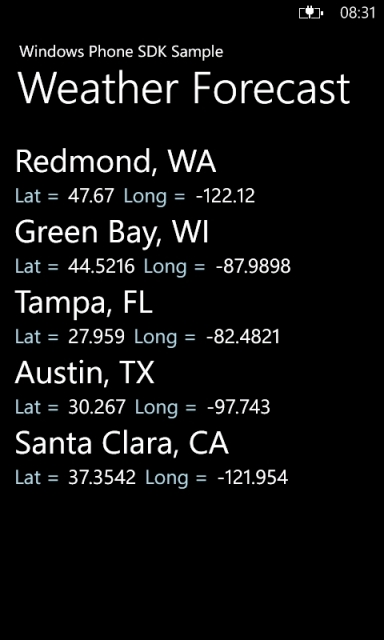 08:31
Windows Phone SDK Sample
Weather Forecast
Redmond, WA
Lat = 47.67 Long = -122.12
Green Bay, WI
Lat = 44.5216 Long = -87.9898
Tampa, FL
Lat = 27.959 Long = -82.4821
Austin, TX
Lat = 30.267 Long = -97.743
Santa Clara, CA
Lat = 37.3542 Long = -121.954